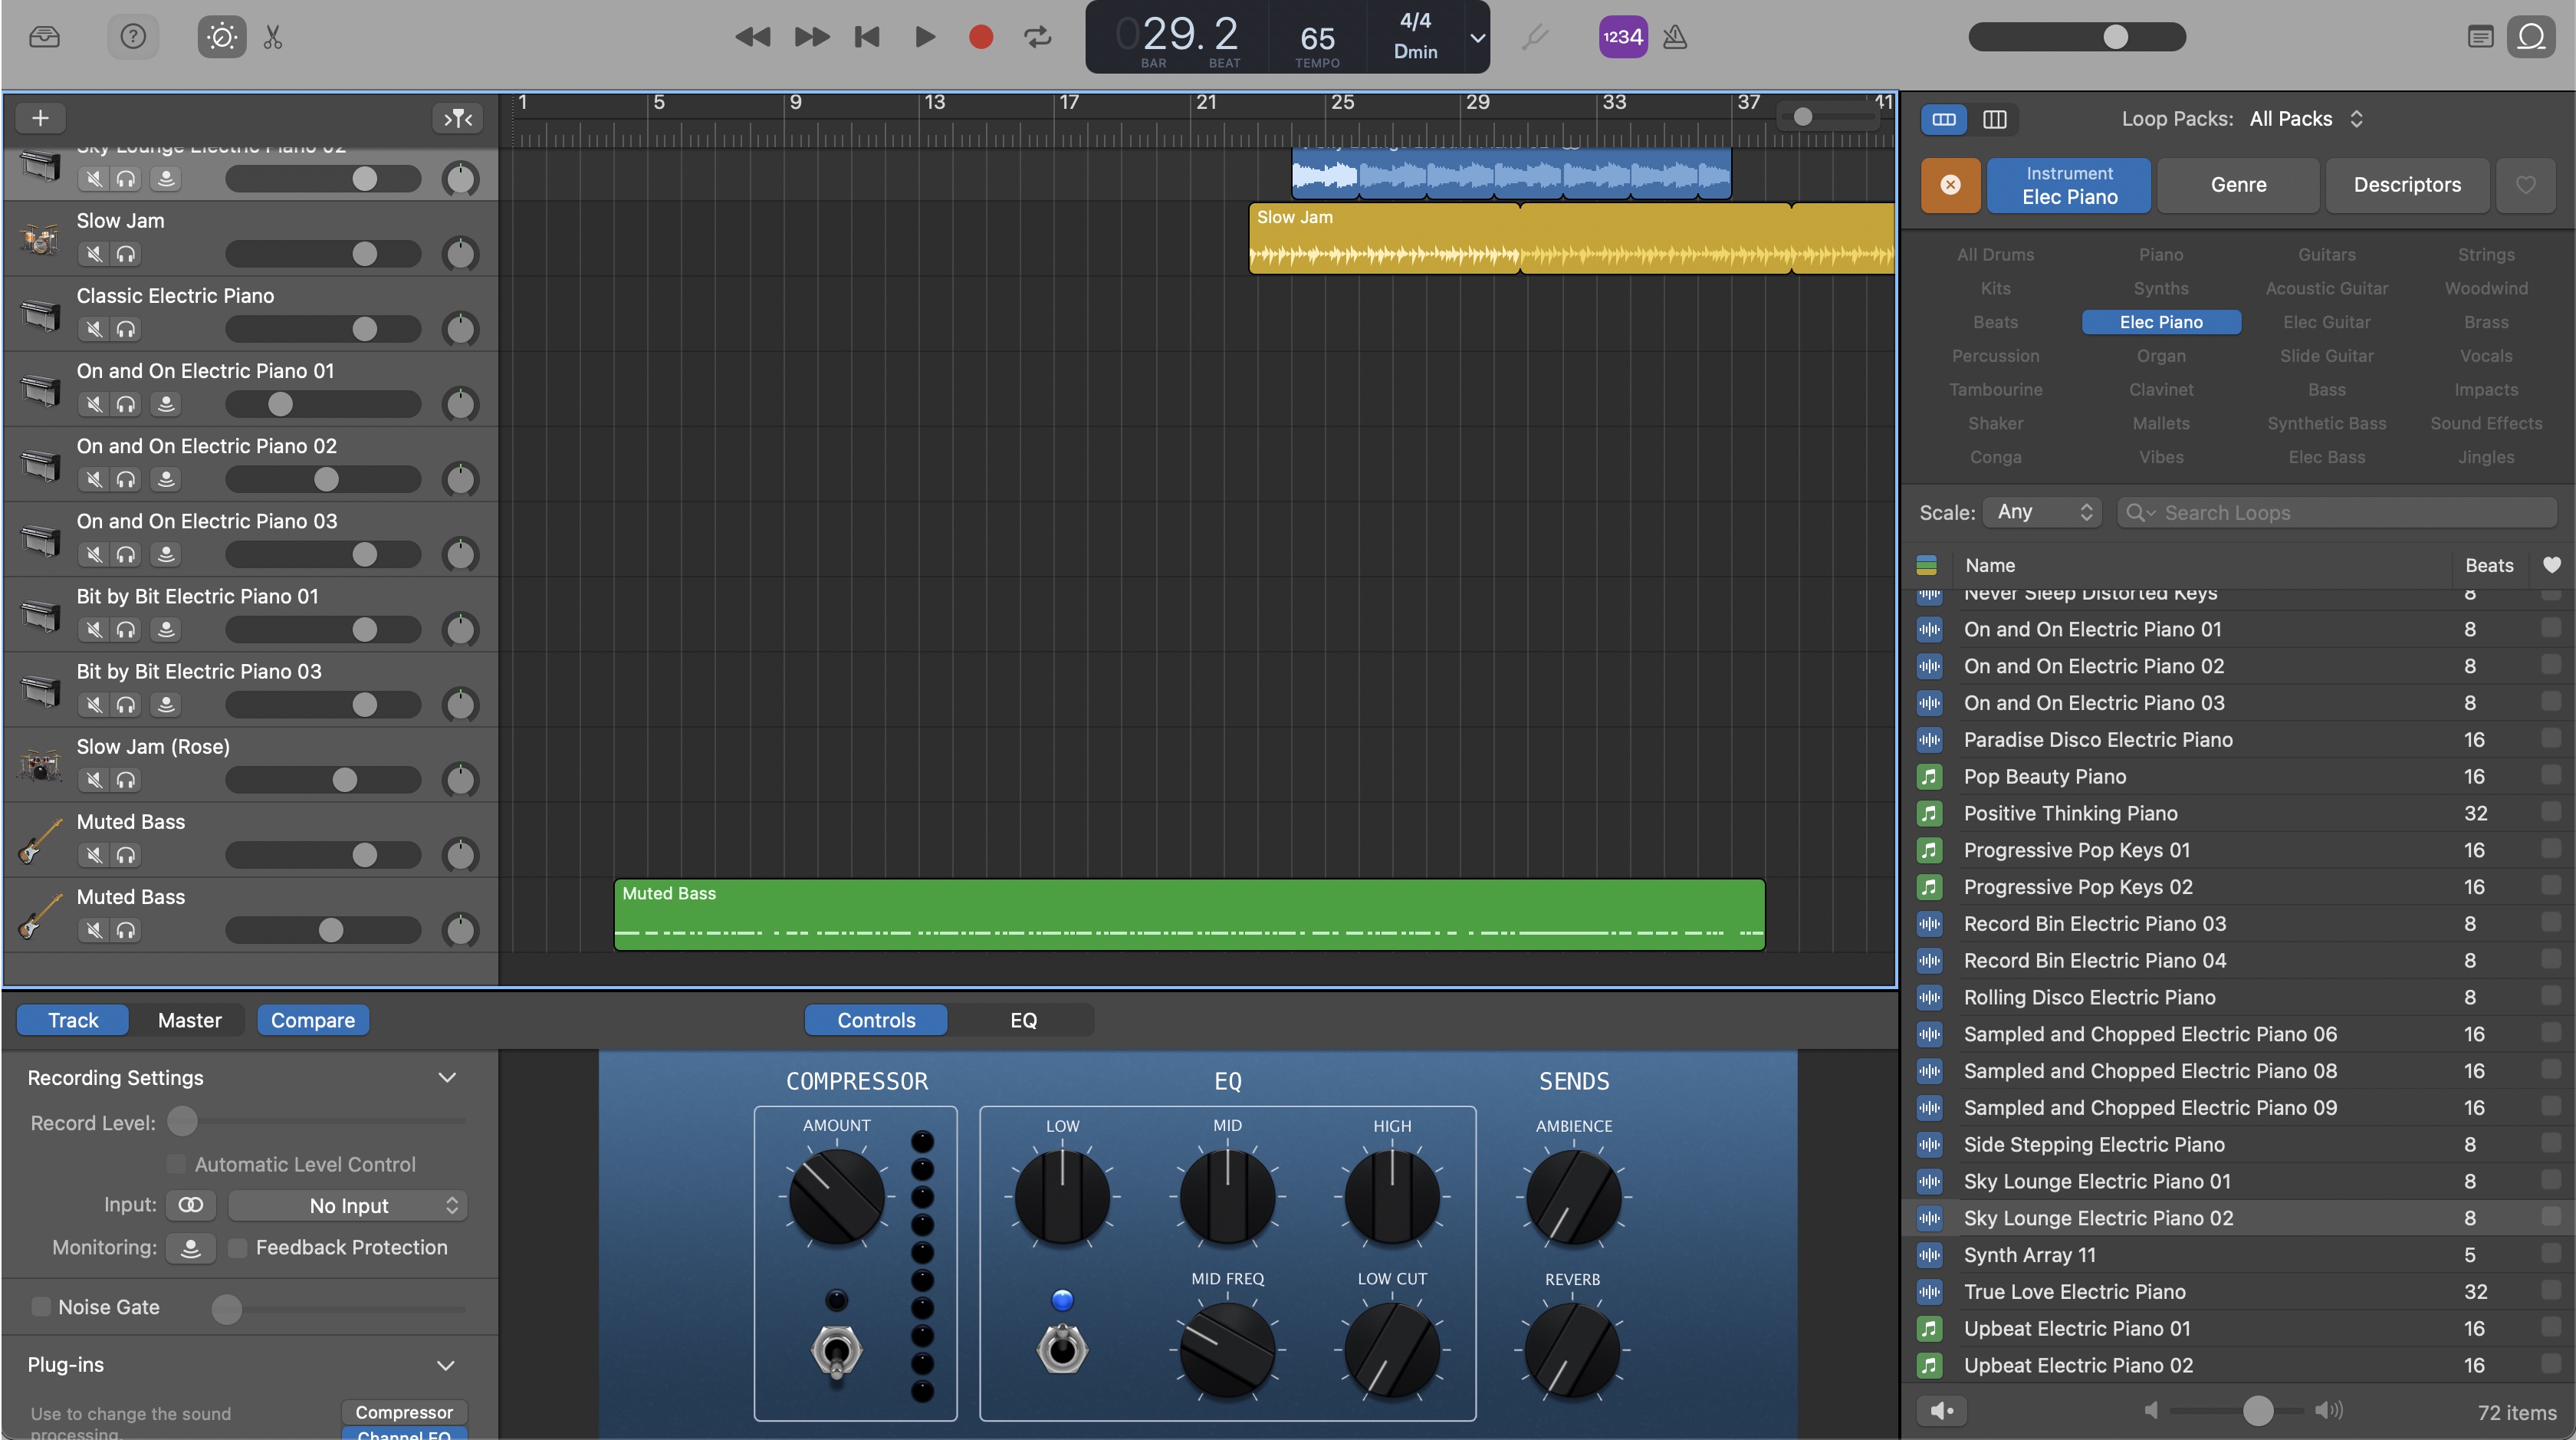 029.2
BAR
BEAT
65
TEMPO
4/4
Dmin
1234
1
5
9
13
17
21
25
29
33
37
41
Loop Packs: All Packs
Instrument
Elec Piano
Genre
Descriptors
All Drums
Piano
Guitars
Strings
Kits
Synths
Acoustic Guitar
Woodwind
Beats
Elec Piano
Elec Guitar
Brass
Percussion
Organ
Slide Guitar
Vocals
Tambourine
Clavinet
Bass
Impacts
Shaker
Mallets
Synthetic Bass
Sound Effects
Conga
Vibes
Elec Bass
Jingles
Scale: Any
Search Loops
Name
Beats
Never Sleep Distorted Keys 8
On and On Electric Piano 01 8
On and On Electric Piano 02 8
On and On Electric Piano 03 8
Paradise Disco Electric Piano 16
Pop Beauty Piano 16
Positive Thinking Piano 32
Progressive Pop Keys 01 16
Progressive Pop Keys 02 16
Record Bin Electric Piano 03 8
Record Bin Electric Piano 04 8
Rolling Disco Electric Piano 8
Sampled and Chopped Electric Piano 06 16
Sampled and Chopped Electric Piano 08 16
Sampled and Chopped Electric Piano 09 16
Side Stepping Electric Piano 8
Sky Lounge Electric Piano 01 8
Sky Lounge Electric Piano 02 8
Synth Array 11 5
True Love Electric Piano 32
Upbeat Electric Piano 01 16
Upbeat Electric Piano 02 16
72 items
Sky Lounge Electric Piano 02
Slow Jam
Slow Jam
Classic Electric Piano
On and On Electric Piano 01
On and On Electric Piano 02
On and On Electric Piano 03
Bit by Bit Electric Piano 01
Bit by Bit Electric Piano 03
Slow Jam (Rose)
Muted Bass
Muted Bass
Muted Bass
Track
Master
Compare
Controls
EQ
Recording Settings
Record Level:
Automatic Level Control
Input:
No Input
Monitoring:
Feedback Protection
Noise Gate
Plug-ins
Use to change the sound
processing.
Compressor
Channel EQ
COMPRESSOR
EQ
SENDS
AMOUNT
LOW
MID
HIGH
AMBIENCE
MID FREQ
LOW CUT
REVERB